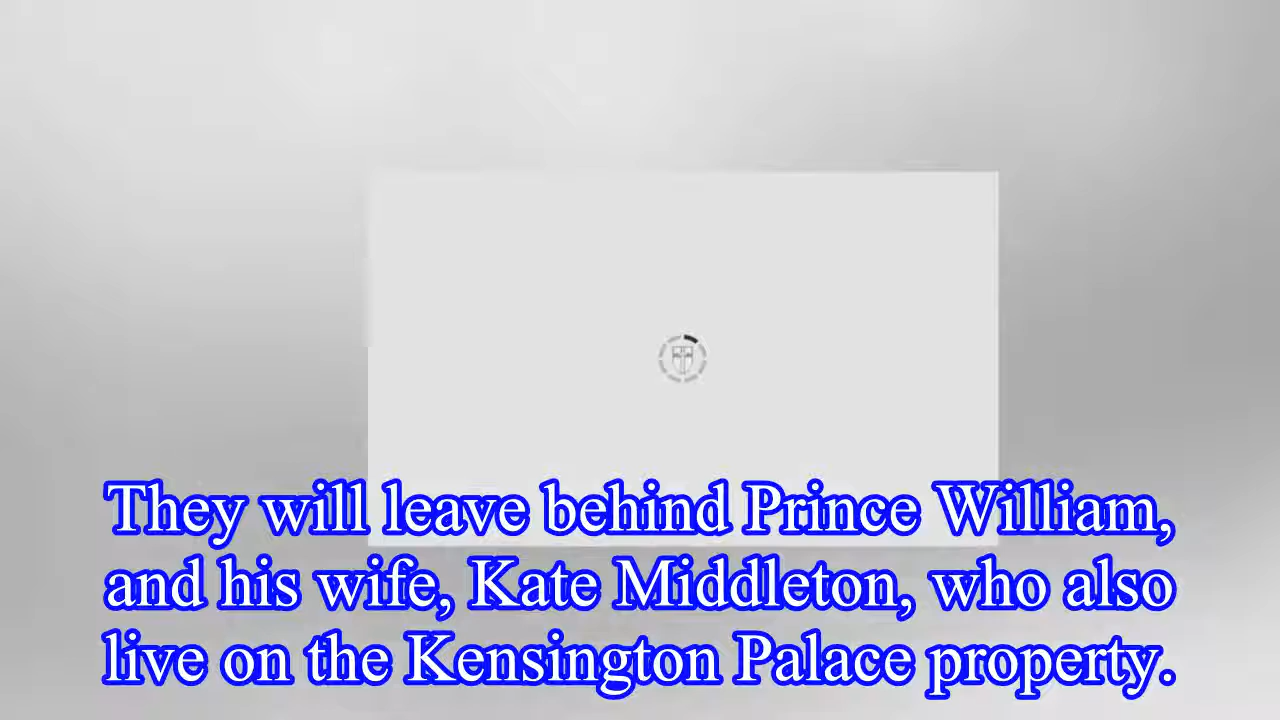 They will leave behind Prince William,
and his wife, Kate Middleton, who also
live on the Kensington Palace property.